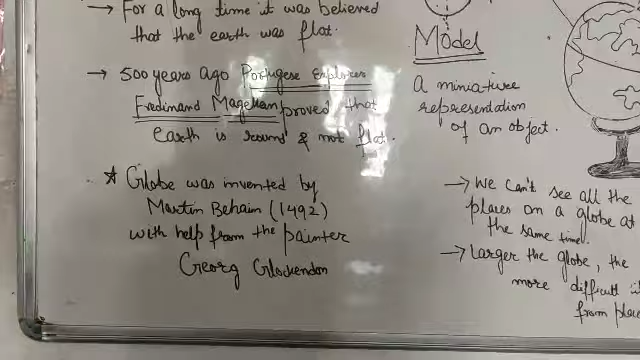 → For a long time it was believed
that the earth was flat.
→ 500 years ago Portugese Explorer
Fredinand Magellan proved that
earth is round & not flat.
* Globe was invented by
Martin Behaim (1492)
with help from the painter
Georg Glockendon
Model
A miniature
representation
of an object.
→ We can't see all the
places on a globe at
the same time.
→ Larger the globe, the
more difficult
from